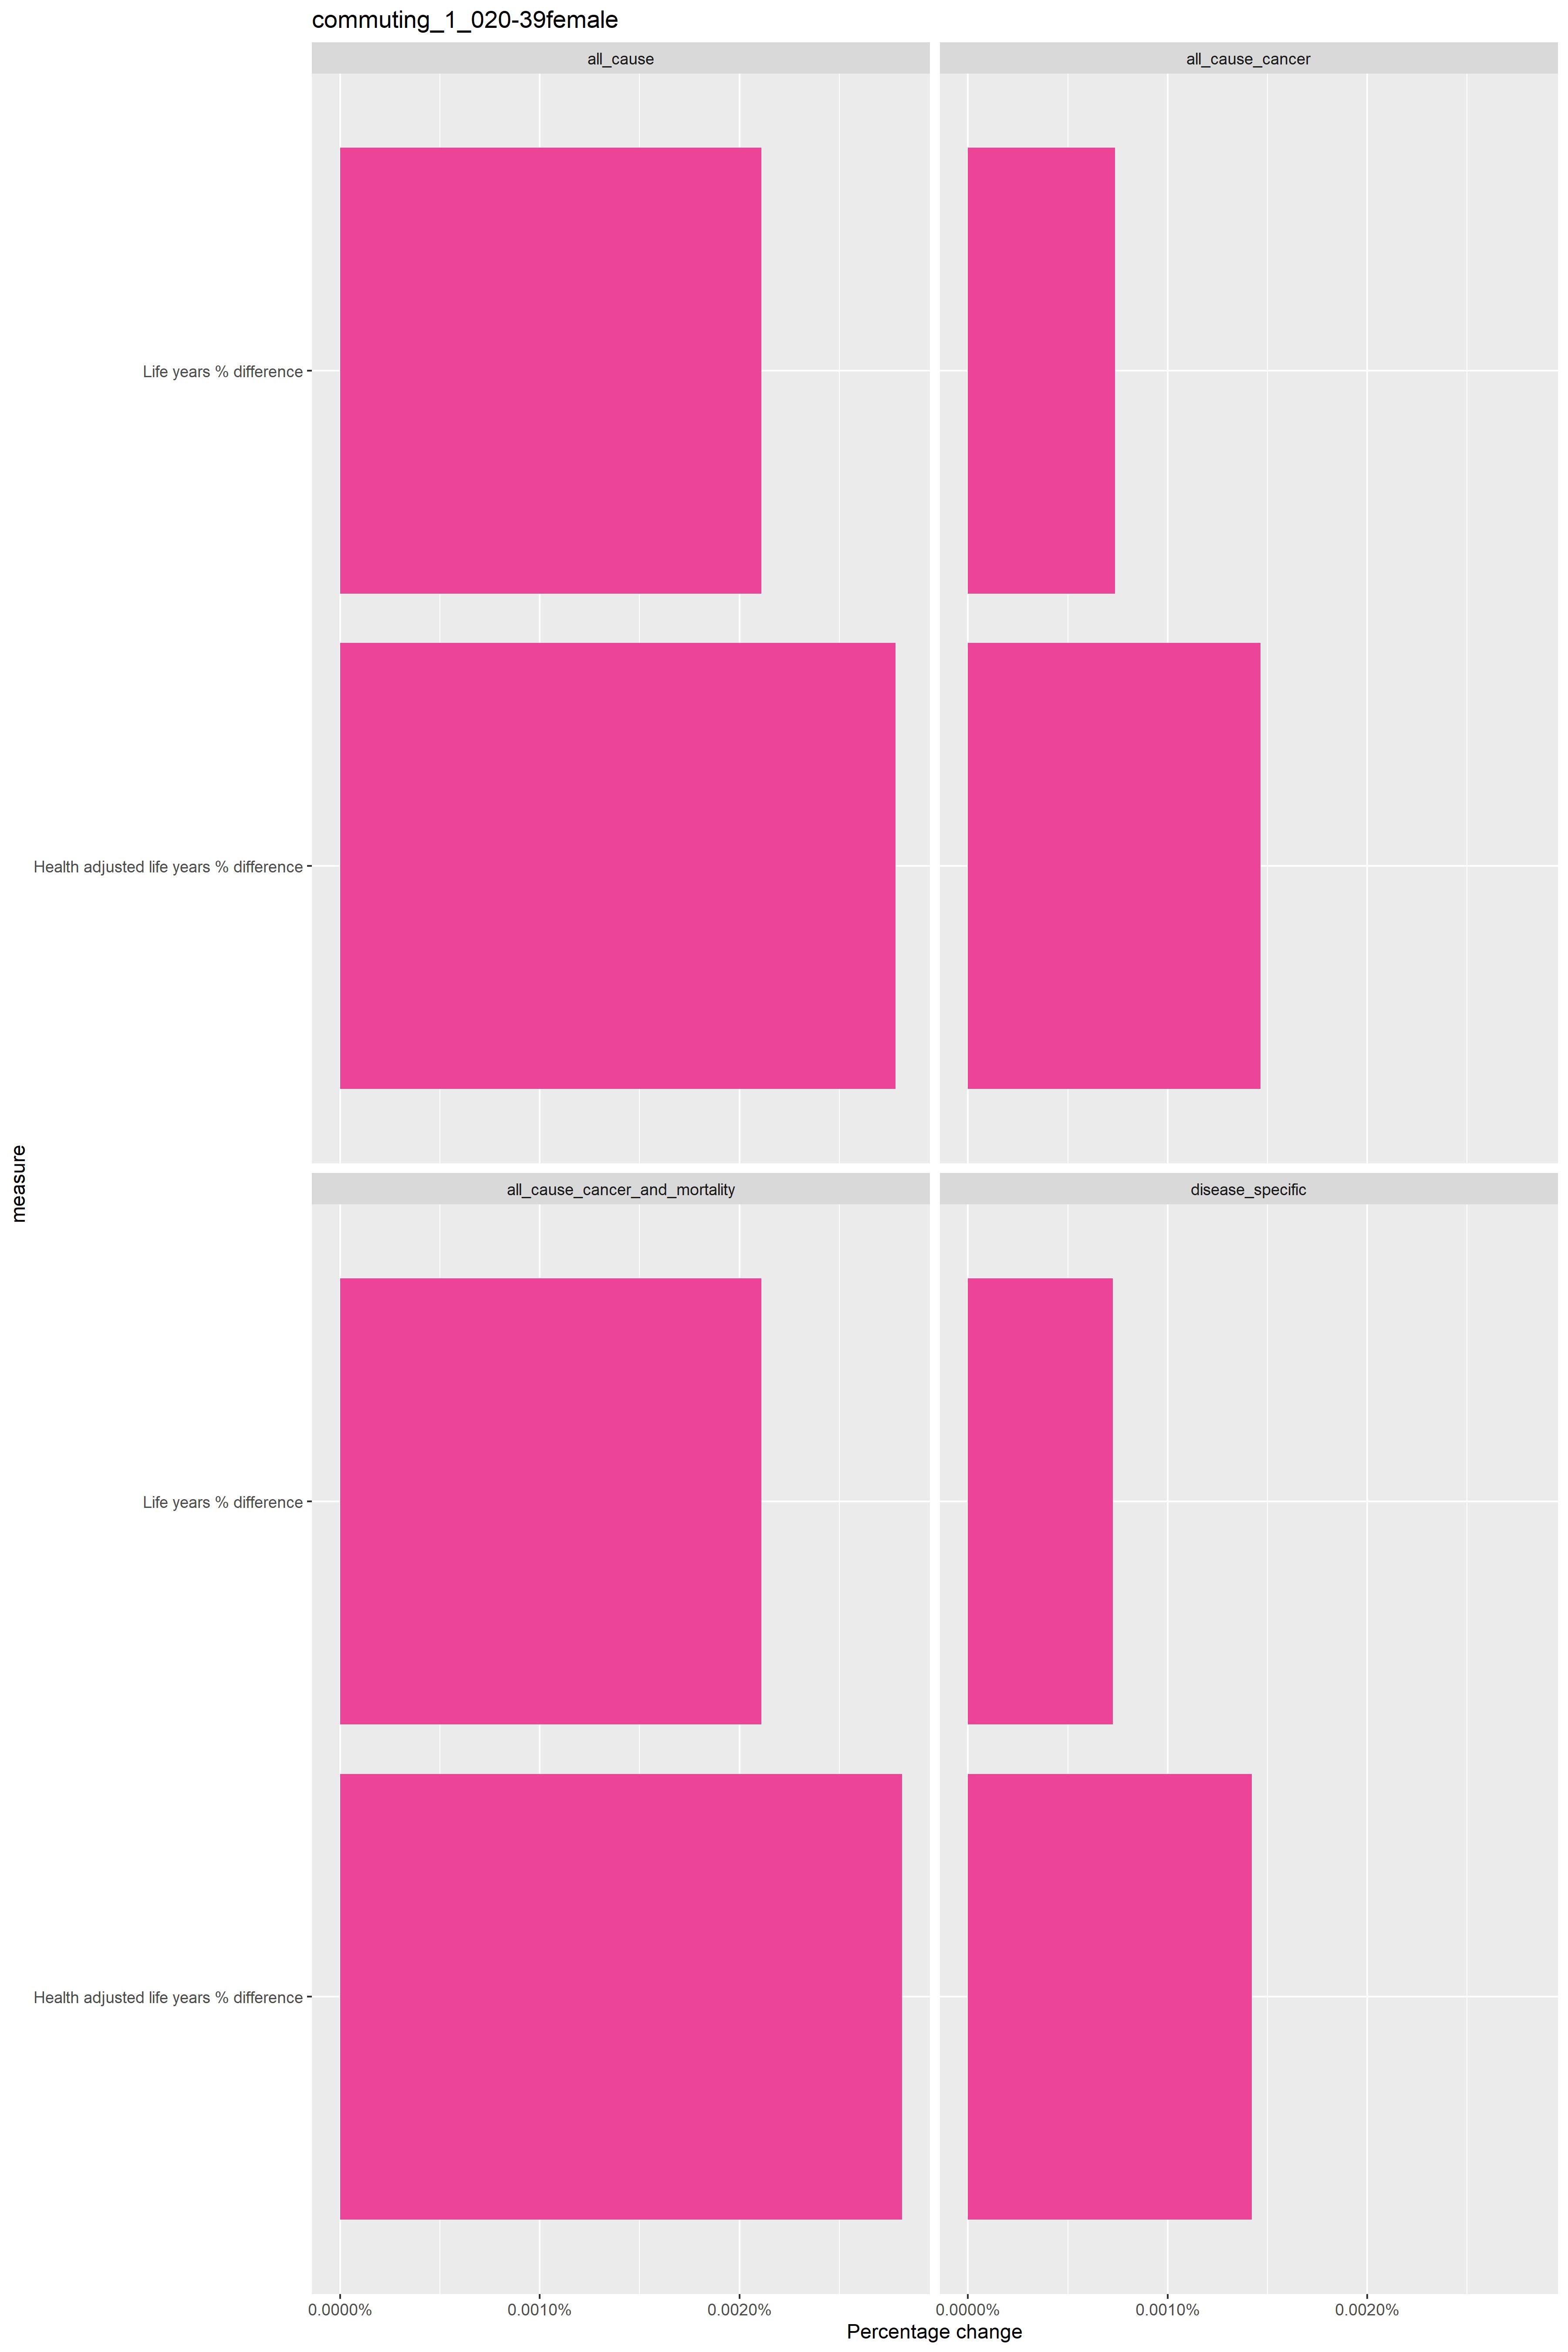 commuting_1_020-39female
all_cause
all_cause_cancer
Life years % difference
Health adjusted life years % difference
measure
all_cause_cancer_and_mortality
disease_specific
Life years % difference
Health adjusted life years % difference
0.0000%
0.0010%
0.0020%
0.0000%
0.0010%
0.0020%
Percentage change